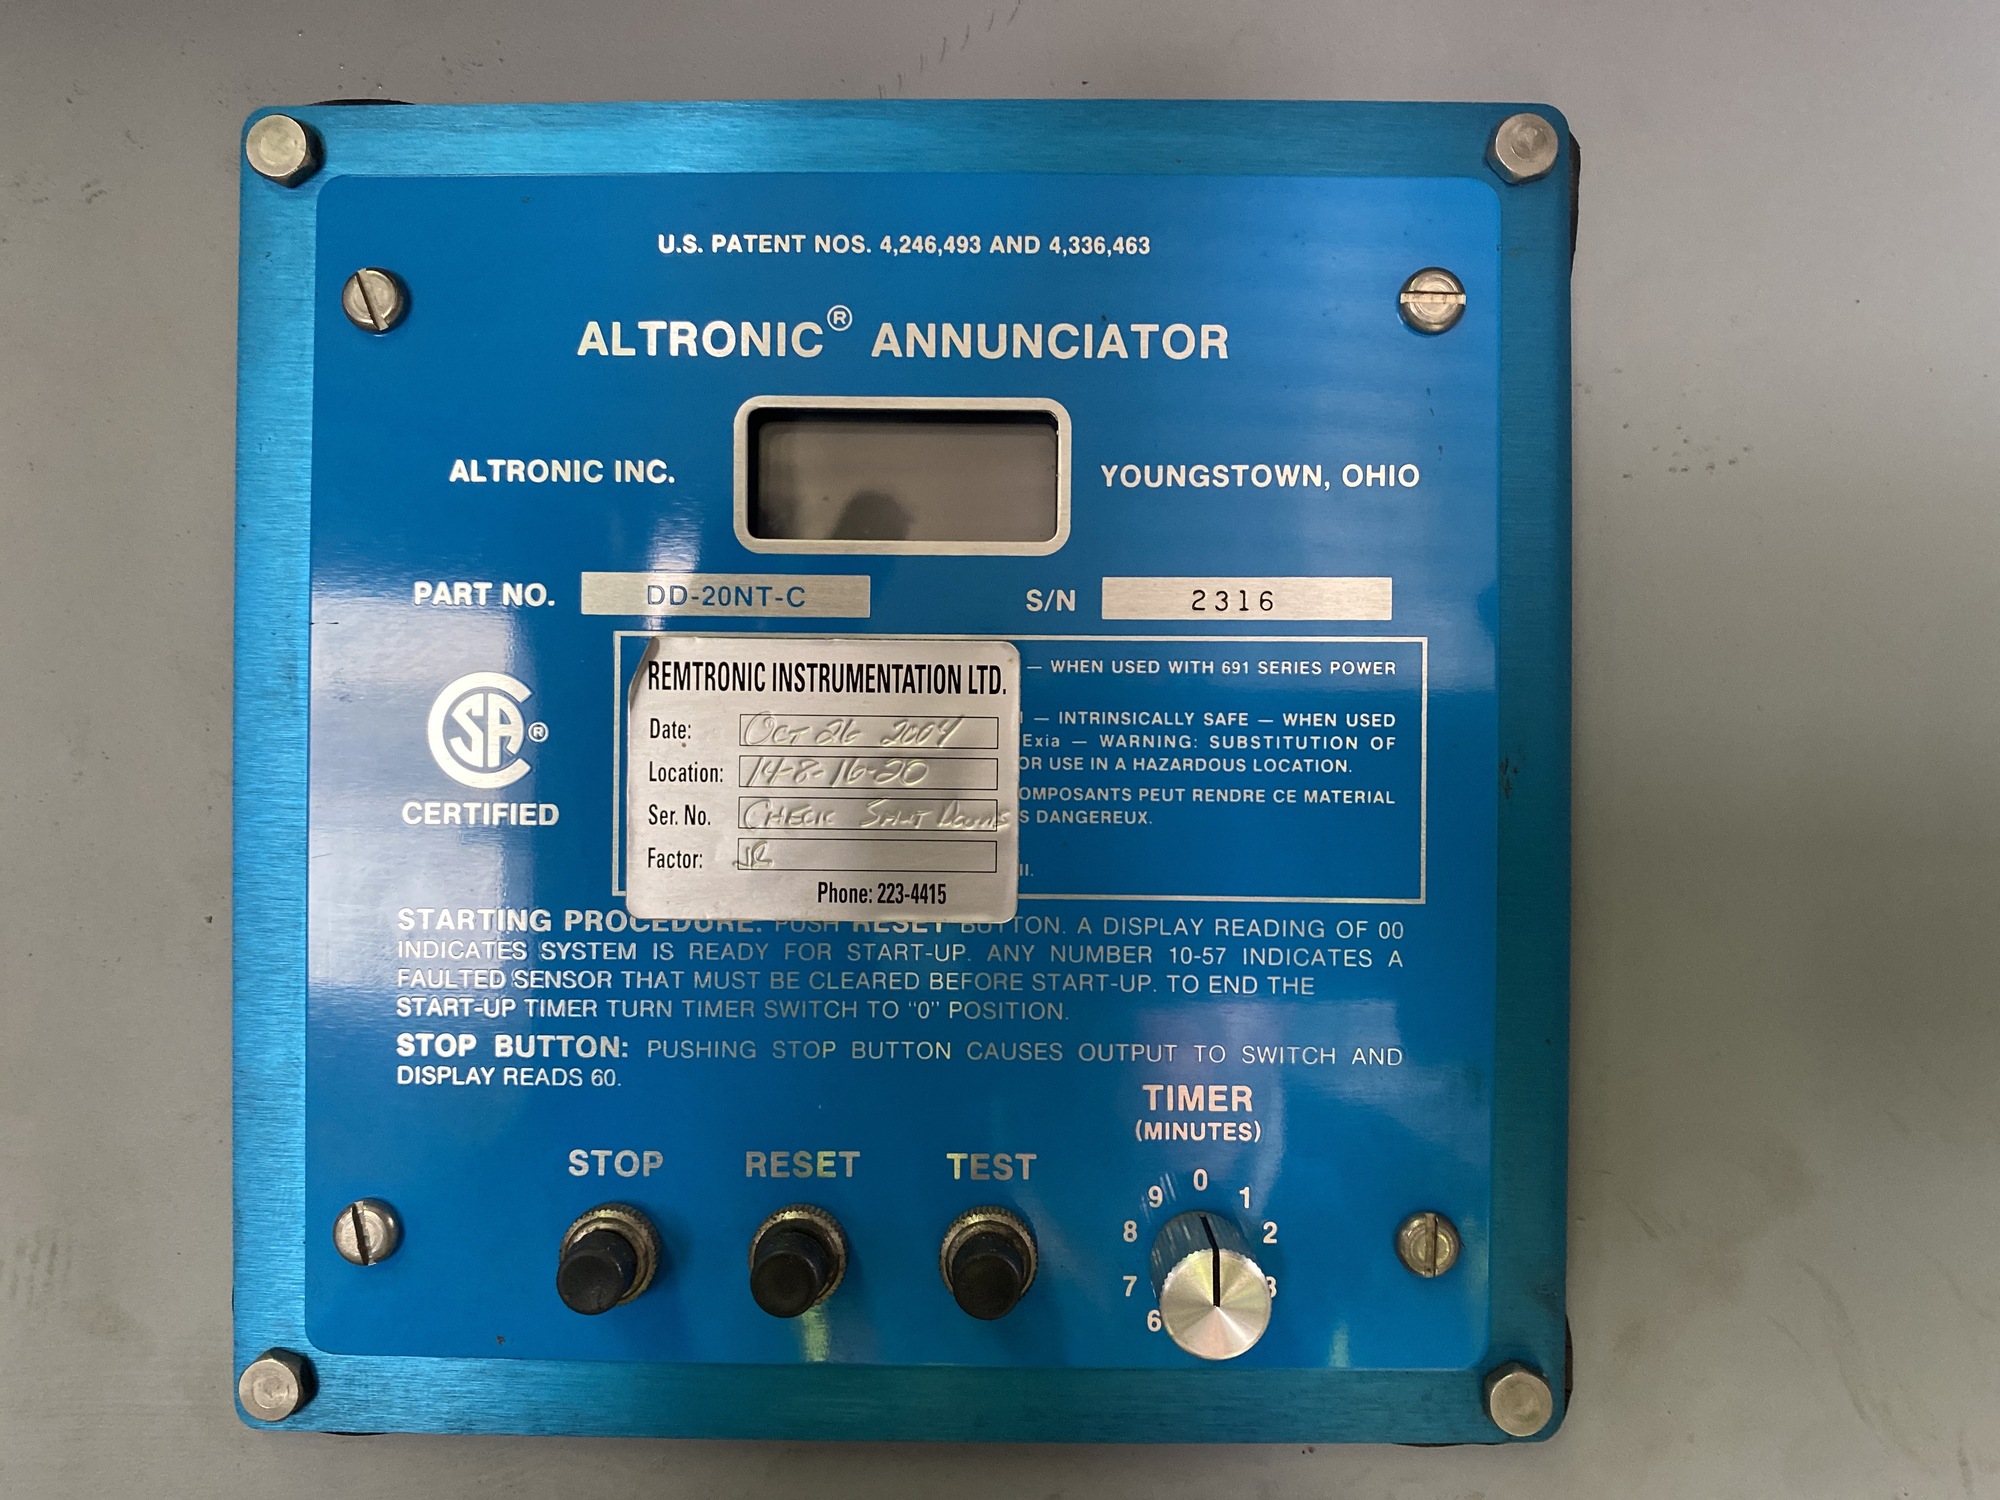 U.S. PATENT NOS. 4,246,493 AND 4,336,463
ALTRONIC® ANNUNCIATOR
ALTRONIC INC.
YOUNGSTOWN, OHIO
PART NO. DD-20NT-C
S/N 2316
— WHEN USED WITH 691 SERIES POWER
— INTRINSICALLY SAFE — WHEN USED
Exia — WARNING: SUBSTITUTION OF
OR USE IN A HAZARDOUS LOCATION.
OMPOSANTS PEUT RENDRE CE MATERIAL
S DANGEREUX.
SA ®
CERTIFIED
REMTRONIC INSTRUMENTATION LTD.
Date: OCT 26 2004
Location: 14-8-16-20
Ser. No. CHECK SHUT DOWNS
Factor: JR
Phone: 223-4415
STARTING PROCEDURE: PUSH RESET BUTTON. A DISPLAY READING OF 00
INDICATES SYSTEM IS READY FOR START-UP. ANY NUMBER 10-57 INDICATES A
FAULTED SENSOR THAT MUST BE CLEARED BEFORE START-UP. TO END THE
START-UP TIMER TURN TIMER SWITCH TO "0" POSITION.
STOP BUTTON: PUSHING STOP BUTTON CAUSES OUTPUT TO SWITCH AND
DISPLAY READS 60.
TIMER
(MINUTES)
STOP RESET TEST
0 1 2 3 6 7 8 9